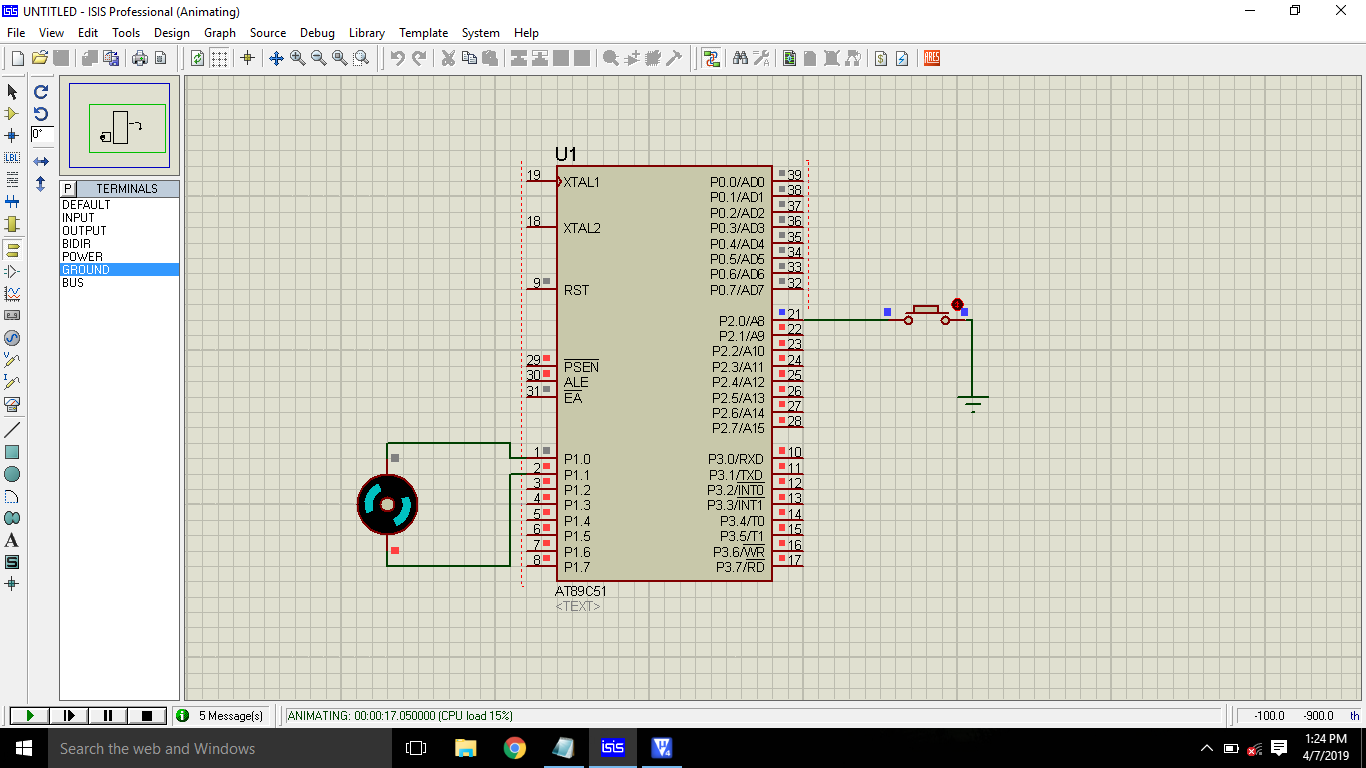 UNTITLED - ISIS Professional (Animating)
File View Edit Tools Design Graph Source Debug Library Template System Help
ARES
LBL
0°
P TERMINALS
DEFAULT
INPUT
OUTPUT
BIDIR
POWER
GROUND
BUS
A
S
V
I
U1
19 XTAL1
18 XTAL2
9 RST
29 PSEN
30 ALE
31 EA
1 P1.0
2 P1.1
3 P1.2
4 P1.3
5 P1.4
6 P1.5
7 P1.6
8 P1.7
P0.0/AD0 39
P0.1/AD1 38
P0.2/AD2 37
P0.3/AD3 36
P0.4/AD4 35
P0.5/AD5 34
P0.6/AD6 33
P0.7/AD7 32
P2.0/A8 21
P2.1/A9 22
P2.2/A10 23
P2.3/A11 24
P2.4/A12 25
P2.5/A13 26
P2.6/A14 27
P2.7/A15 28
P3.0/RXD 10
P3.1/TXD 11
P3.2/INT0 12
P3.3/INT1 13
P3.4/T0 14
P3.5/T1 15
P3.6/WR 16
P3.7/RD 17
AT89C51
<TEXT>
5 Message(s)
ANIMATING: 00:00:17.050000 (CPU load 15%)
-100.0 -900.0 th
Search the web and Windows
isis
1:24 PM
4/7/2019